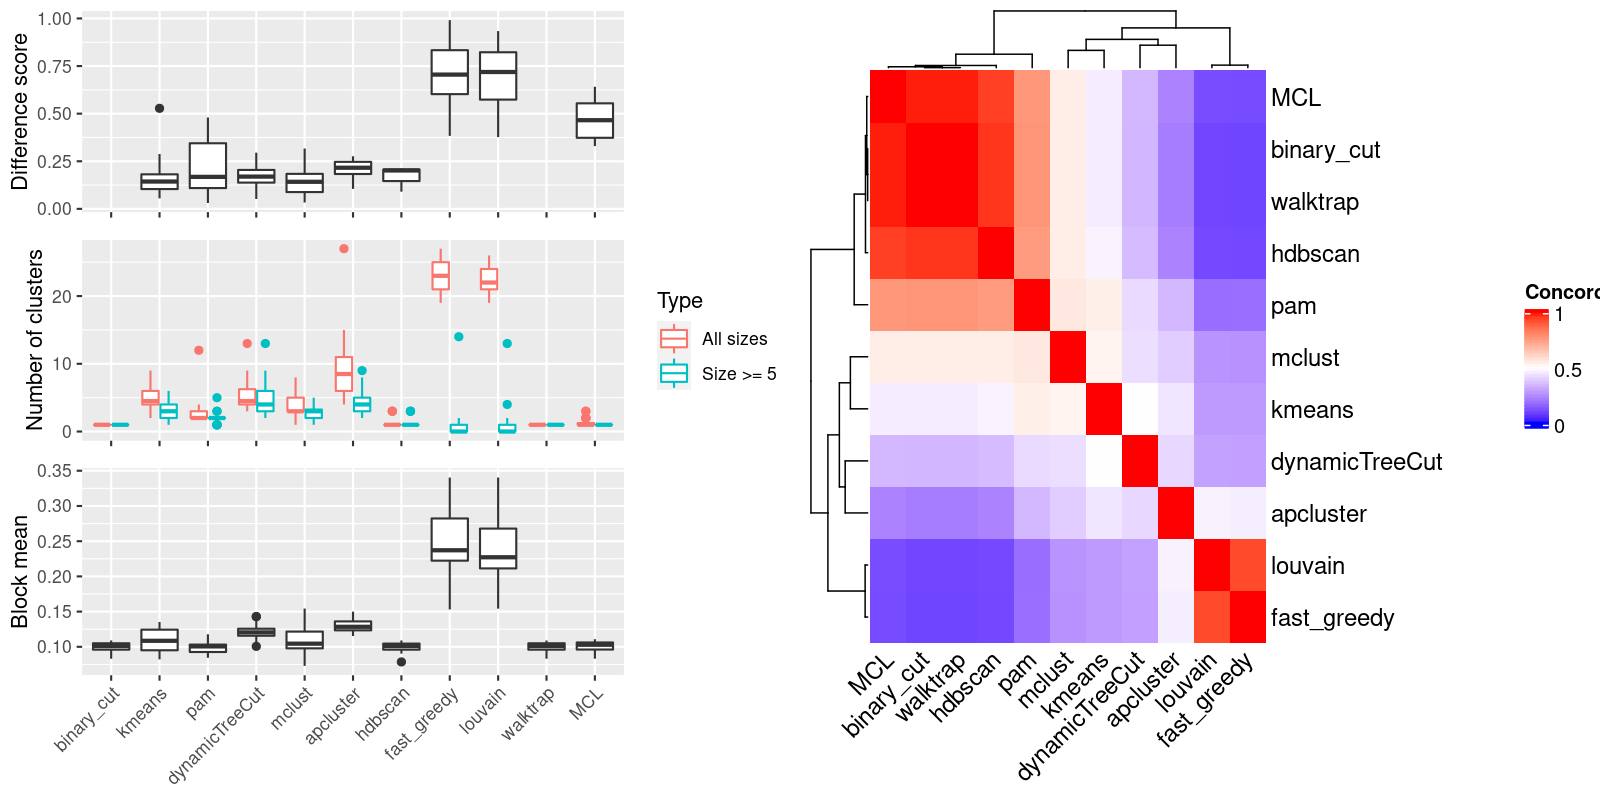 Difference score
1.00
0.75
0.50
0.25
0.00
Number of clusters
20
10
0
Block mean
0.35
0.30
0.25
0.20
0.15
0.10
binary_cut
kmeans
pam
dynamicTreeCut
mclust
apcluster
hdbscan
fast_greedy
louvain
walktrap
MCL
Type
All sizes
Size >= 5
MCL
binary_cut
walktrap
hdbscan
pam
mclust
kmeans
dynamicTreeCut
apcluster
louvain
fast_greedy
MCL
binary_cut
walktrap
hdbscan
pam
mclust
kmeans
dynamicTreeCut
apcluster
louvain
fast_greedy
Concord
1
0.5
0